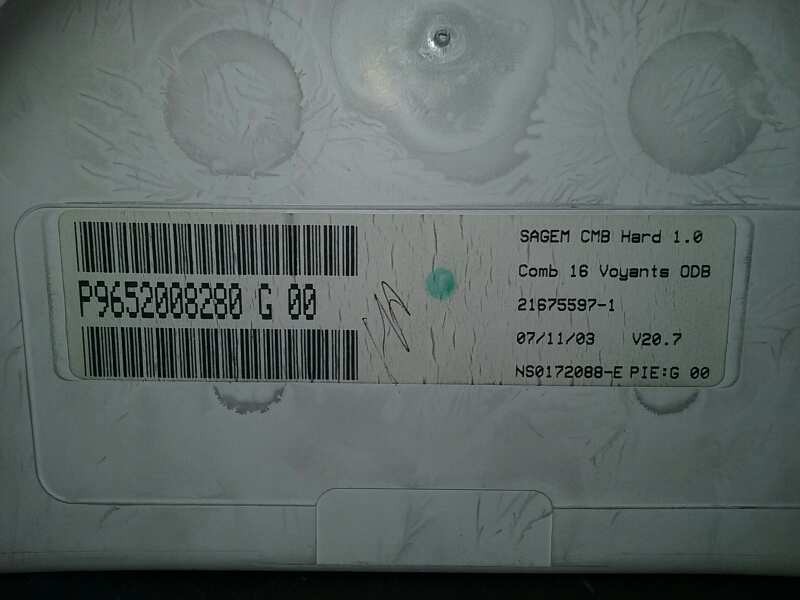 P9652008280 G 00
SAGEM CMB Hard 1.0
Comb 16 Voyants ODB
21675597-1
07/11/03 V20.7
NS0172088-E PIE:G 00